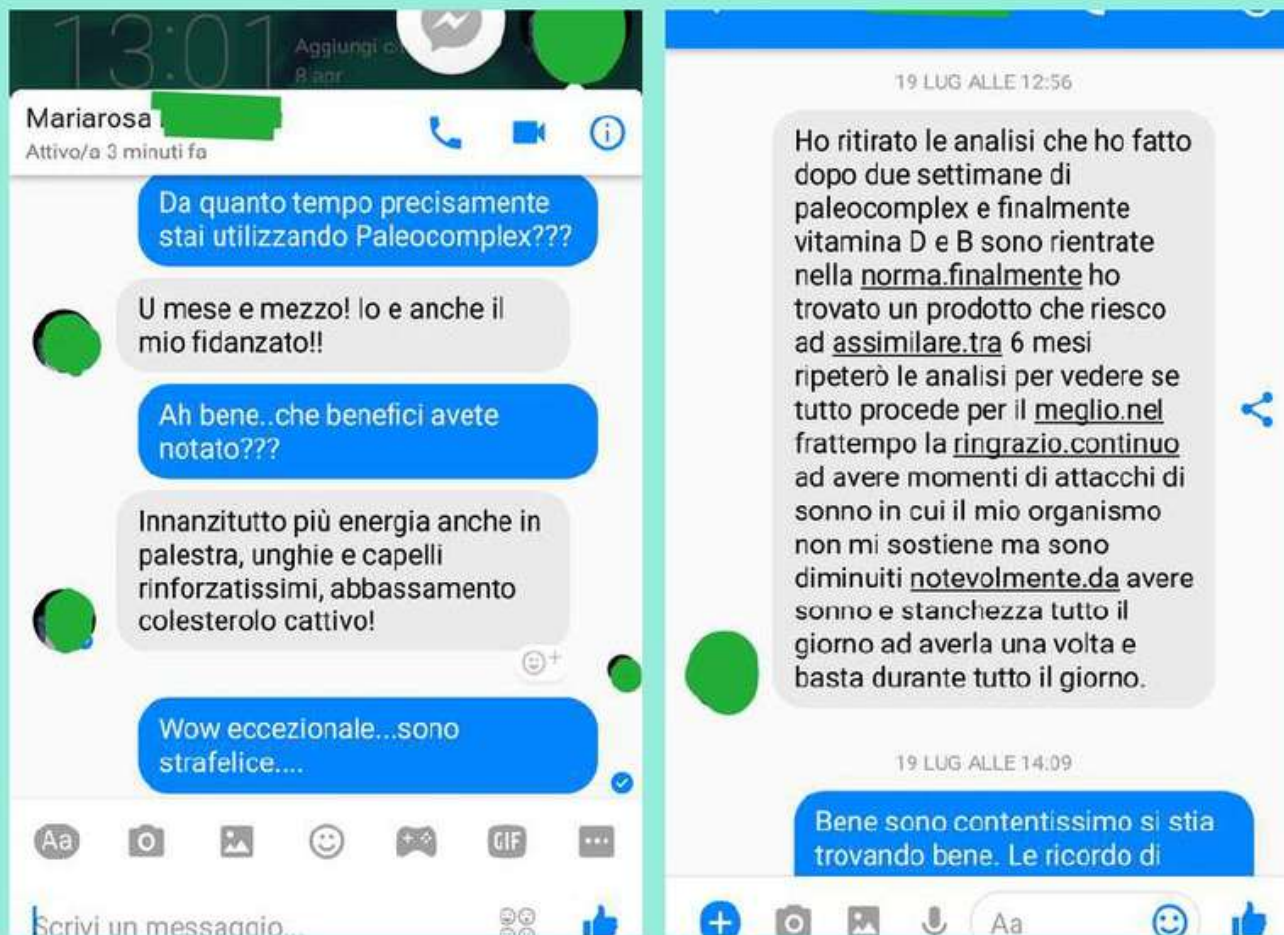 13:01
Aggiungi
8 apr
Mariarosa
Attivo/a 3 minuti fa
Da quanto tempo precisamente
stai utilizzando Paleocomplex???
U mese e mezzo! Io e anche il
mio fidanzato!!
Ah bene..che benefici avete
notato???
Innanzitutto più energia anche in
palestra, unghie e capelli
rinforzatissimi, abbassamento
colesterolo cattivo!
Wow eccezionale...sono
strafelice....
Aa
GIF
Scrivi un messaggio...
19 LUG ALLE 12:56
Ho ritirato le analisi che ho fatto
dopo due settimane di
paleocomplex e finalmente
vitamina D e B sono rientrate
nella norma.finalmente ho
trovato un prodotto che riesco
ad assimilare.tra 6 mesi
ripeterò le analisi per vedere se
tutto procede per il meglio.nel
frattempo la ringrazio.continuo
ad avere momenti di attacchi di
sonno in cui il mio organismo
non mi sostiene ma sono
diminuiti notevolmente.da avere
sonno e stanchezza tutto il
giorno ad averla una volta e
basta durante tutto il giorno.
19 LUG ALLE 14:09
Bene sono contentissimo si stia
trovando bene. Le ricordo di
Aa